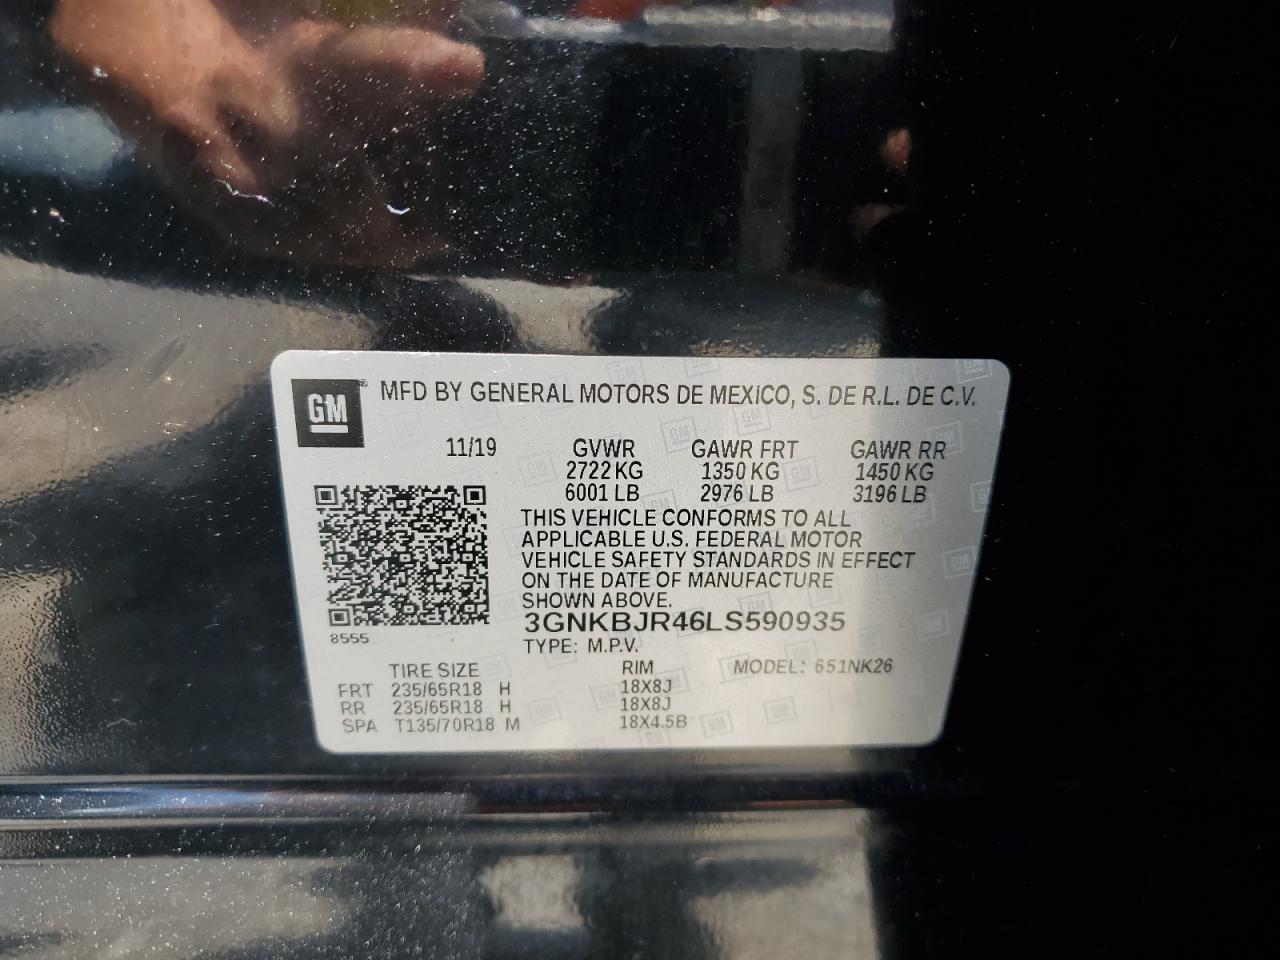 GM
MFD BY GENERAL MOTORS DE MEXICO, S. DE R.L. DE C.V.
11/19 GVWR GAWR FRT GAWR RR
2722 KG 1350 KG 1450 KG
6001 LB 2976 LB 3196 LB
THIS VEHICLE CONFORMS TO ALL
APPLICABLE U.S. FEDERAL MOTOR
VEHICLE SAFETY STANDARDS IN EFFECT
ON THE DATE OF MANUFACTURE
SHOWN ABOVE.
3GNKBJR46LS590935
8555
TYPE: M.P.V.
TIRE SIZE RIM MODEL: 651NK26
FRT 235/65R18 H 18X8J
RR 235/65R18 H 18X8J
SPA T135/70R18 M 18X4.5B